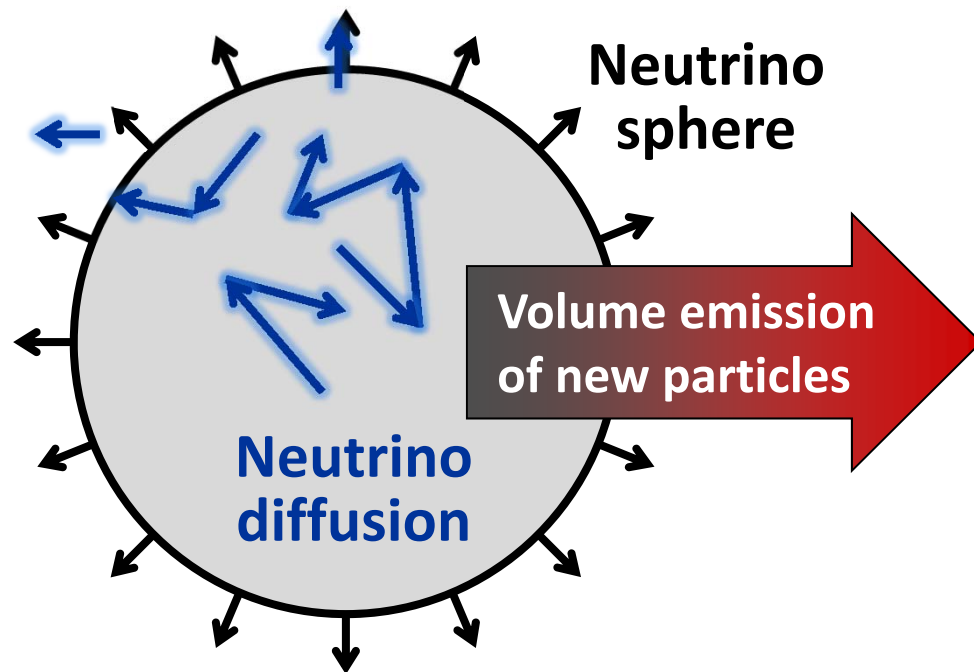 Neutrino
sphere
Volume emission
of new particles
Neutrino
diffusion